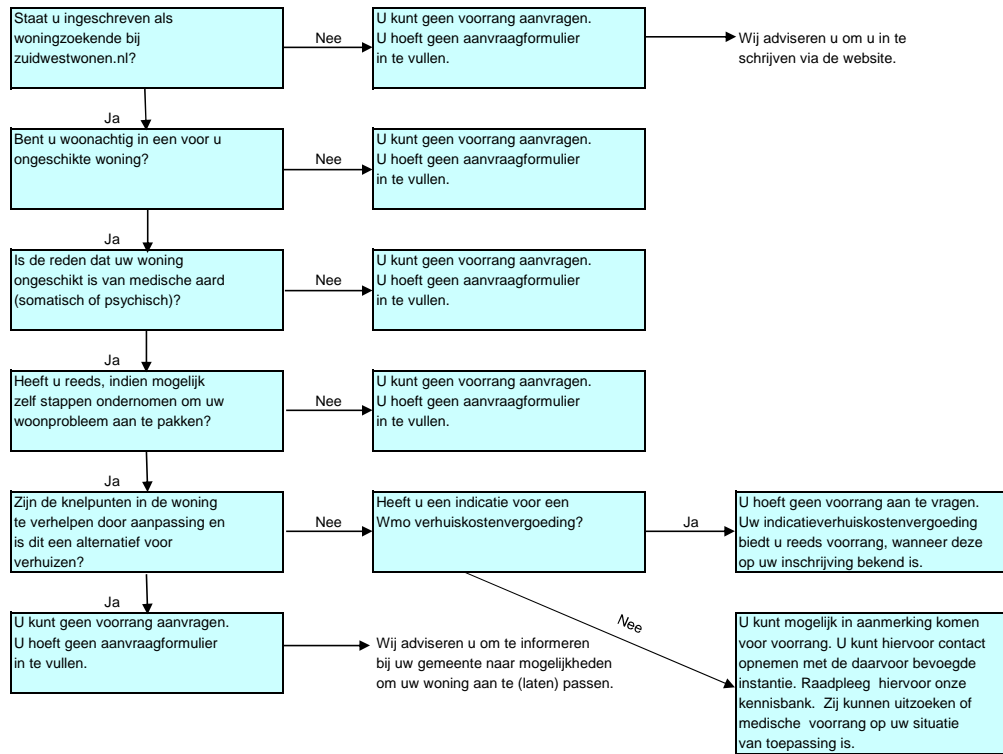 Staat u ingeschreven als
woningzoekende bij
zuidwestwonen.nl?
Nee
U kunt geen voorrang aanvragen.
U hoeft geen aanvraagformulier
in te vullen.
Wij adviseren u om u in te
schrijven via de website.
Ja
Bent u woonachtig in een voor u
ongeschikte woning?
Nee
U kunt geen voorrang aanvragen.
U hoeft geen aanvraagformulier
in te vullen.
Ja
Is de reden dat uw woning
ongeschikt is van medische aard
(somatisch of psychisch)?
Nee
U kunt geen voorrang aanvragen.
U hoeft geen aanvraagformulier
in te vullen.
Ja
Heeft u reeds, indien mogelijk
zelf stappen ondernomen om uw
woonprobleem aan te pakken?
Nee
U kunt geen voorrang aanvragen.
U hoeft geen aanvraagformulier
in te vullen.
Ja
Zijn de knelpunten in de woning
te verhelpen door aanpassing en
is dit een alternatief voor
verhuizen?
Nee
Heeft u een indicatie voor een
Wmo verhuiskostenvergoeding?
Ja
U hoeft geen voorrang aan te vragen.
Uw indicatieverhuiskostenvergoeding
biedt u reeds voorrang, wanneer deze
op uw inschrijving bekend is.
Ja
U kunt geen voorrang aanvragen.
U hoeft geen aanvraagformulier
in te vullen.
Wij adviseren u om te informeren
bij uw gemeente naar mogelijkheden
om uw woning aan te (laten) passen.
Nee
U kunt mogelijk in aanmerking komen
voor voorrang. U kunt hiervoor contact
opnemen met de daarvoor bevoegde
instantie. Raadpleeg hiervoor onze
kennisbank. Zij kunnen uitzoeken of
medische voorrang op uw situatie
van toepassing is.